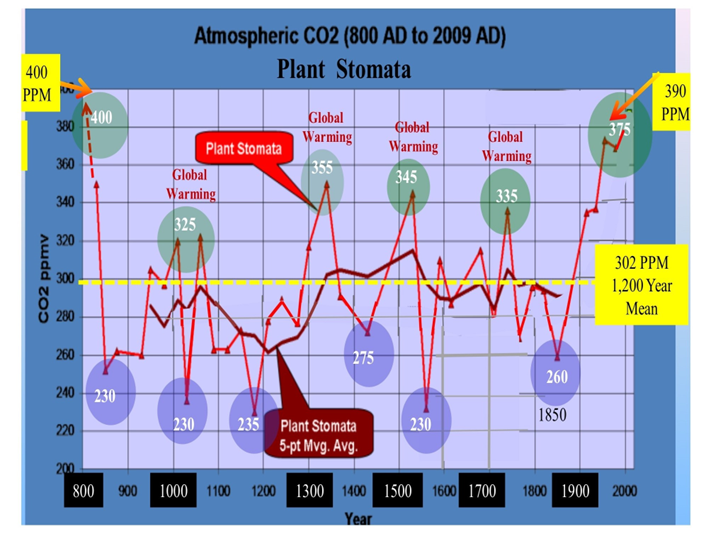 Atmospheric CO2 (800 AD to 2009 AD)
Plant Stomata
400
PPM
390
PPM
400
375
Global
Warming
Global
Warming
Global
Warming
Global
Warming
Plant Stomata
355
345
335
325
302 PPM
1,200 Year
Mean
275
260
1850
230
230
235
230
Plant Stomata
5-pt Mvg. Avg.
CO2 ppmv
380
360
340
320
300
280
260
240
220
200
800 900 1000 1100 1200 1300 1400 1500 1600 1700 1800 1900 2000
Year